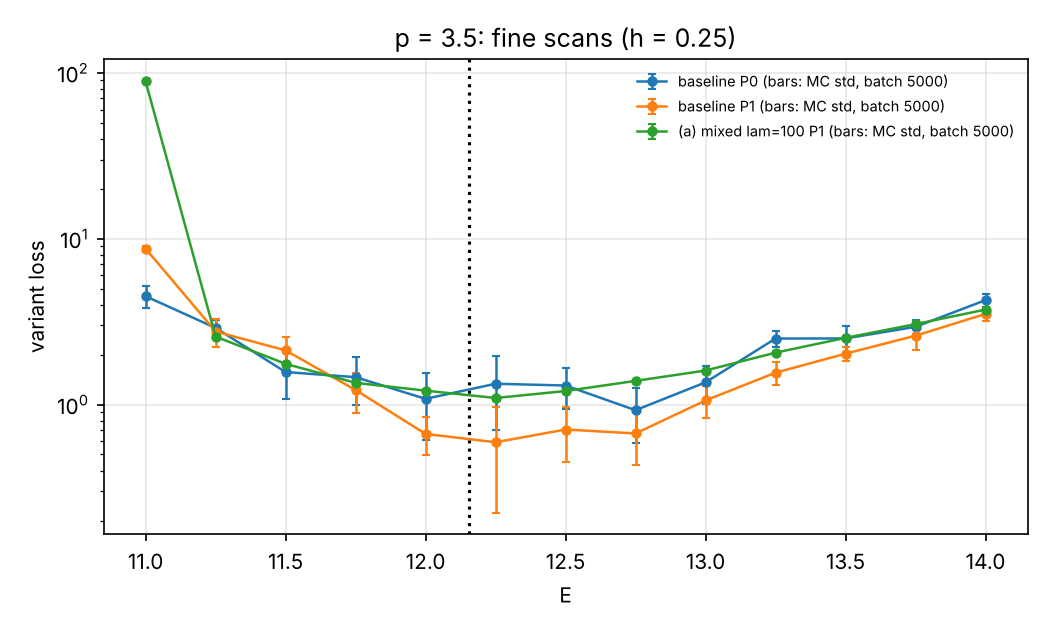 p = 3.5: fine scans (h = 0.25)
baseline P0 (bars: MC std, batch 5000)
baseline P1 (bars: MC std, batch 5000)
(a) mixed lam=100 P1 (bars: MC std, batch 5000)
variant loss
10²
10¹
10⁰
11.0 11.5 12.0 12.5 13.0 13.5 14.0
E